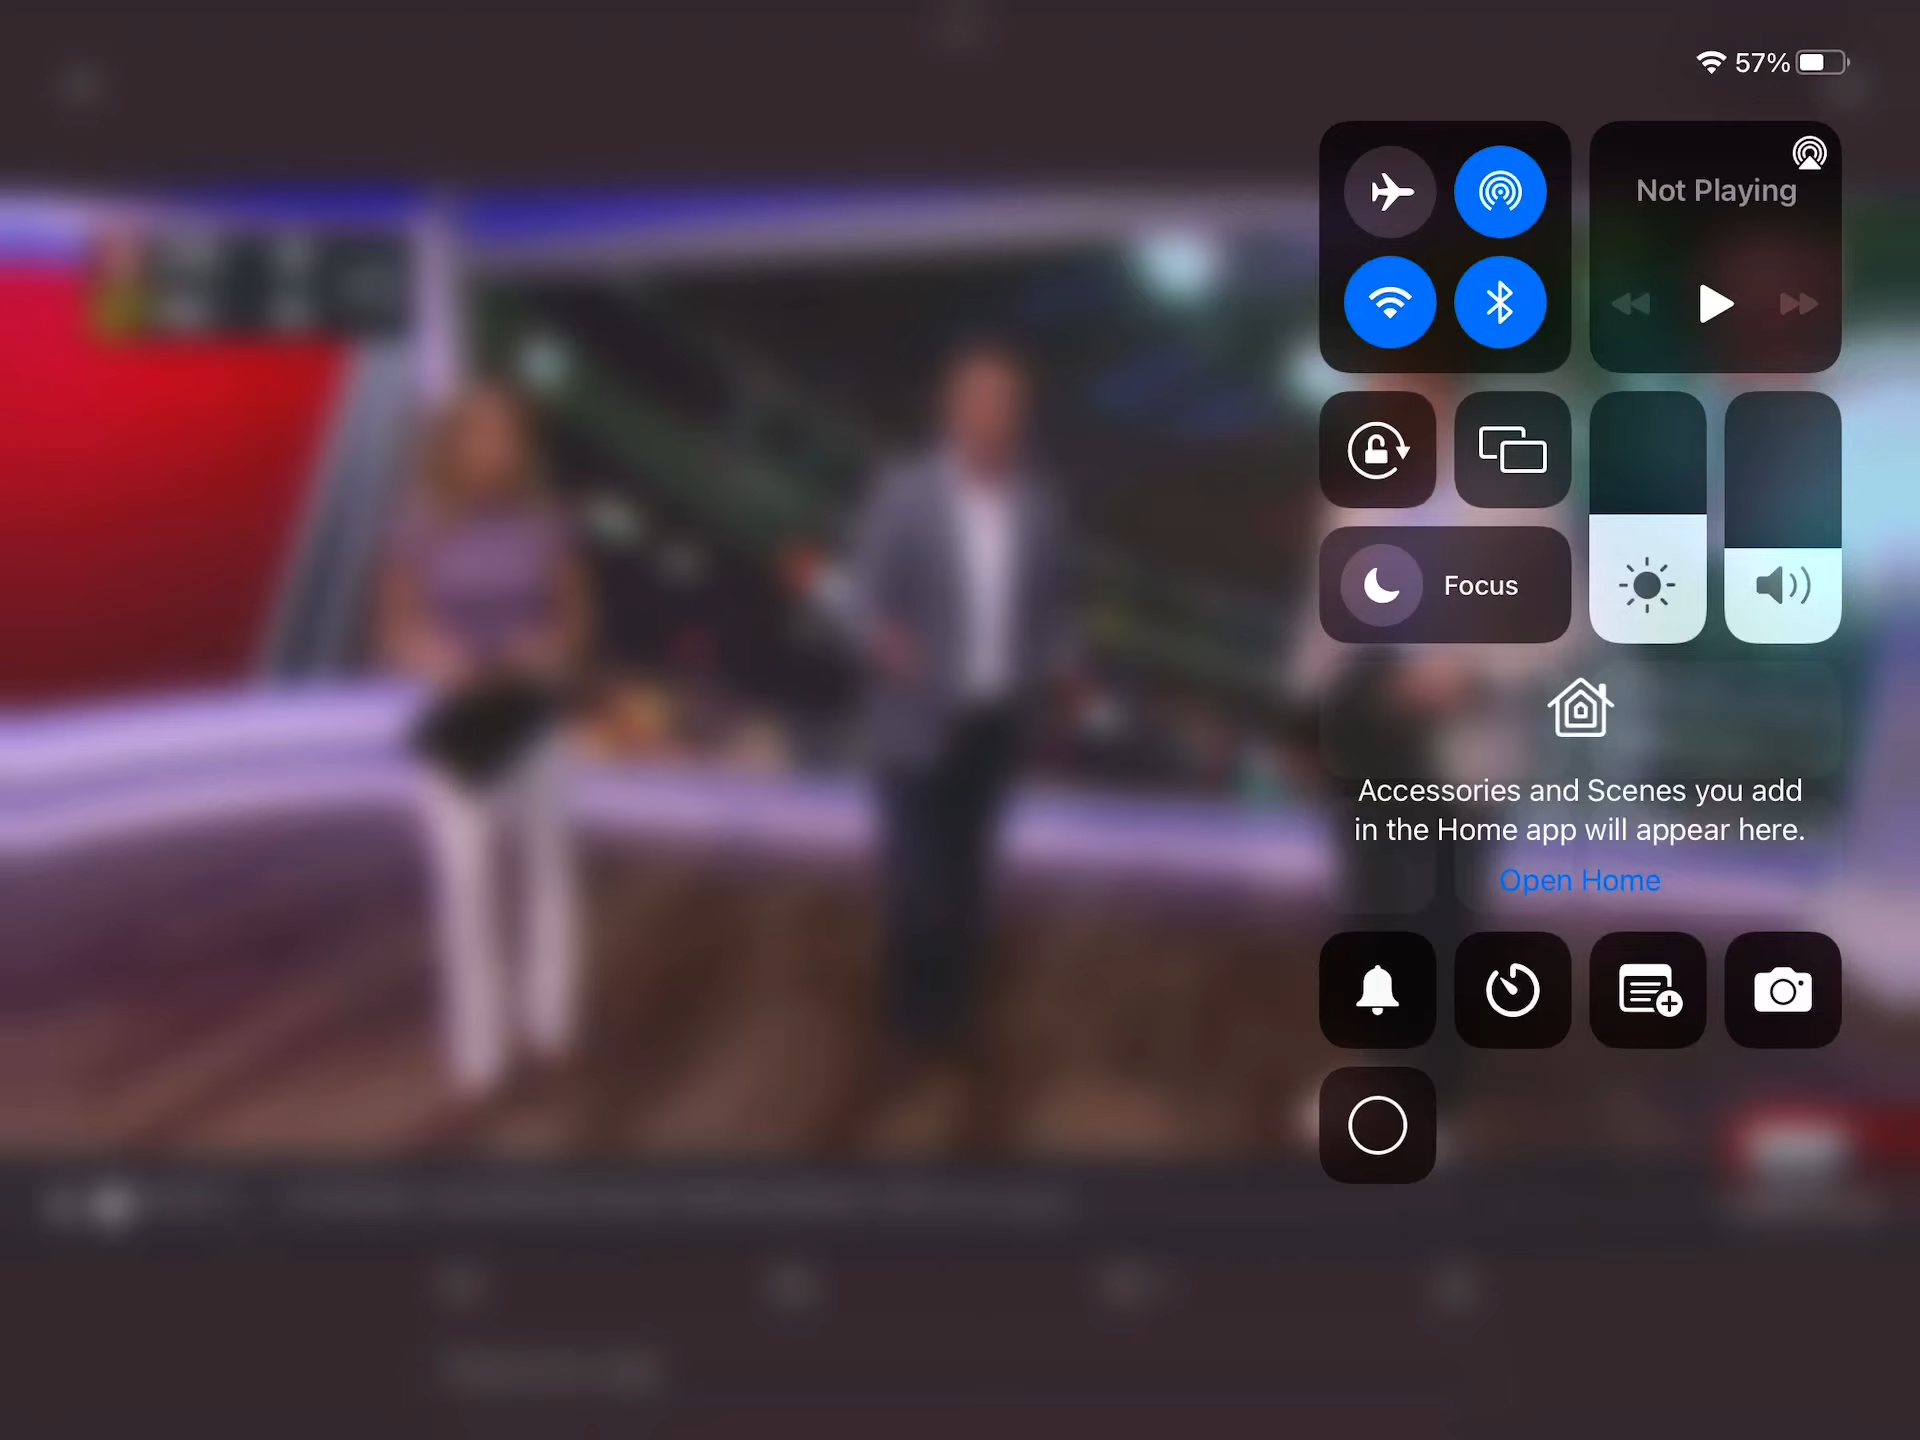 57%
Not Playing
Focus
Accessories and Scenes you add
in the Home app will appear here.
Open Home